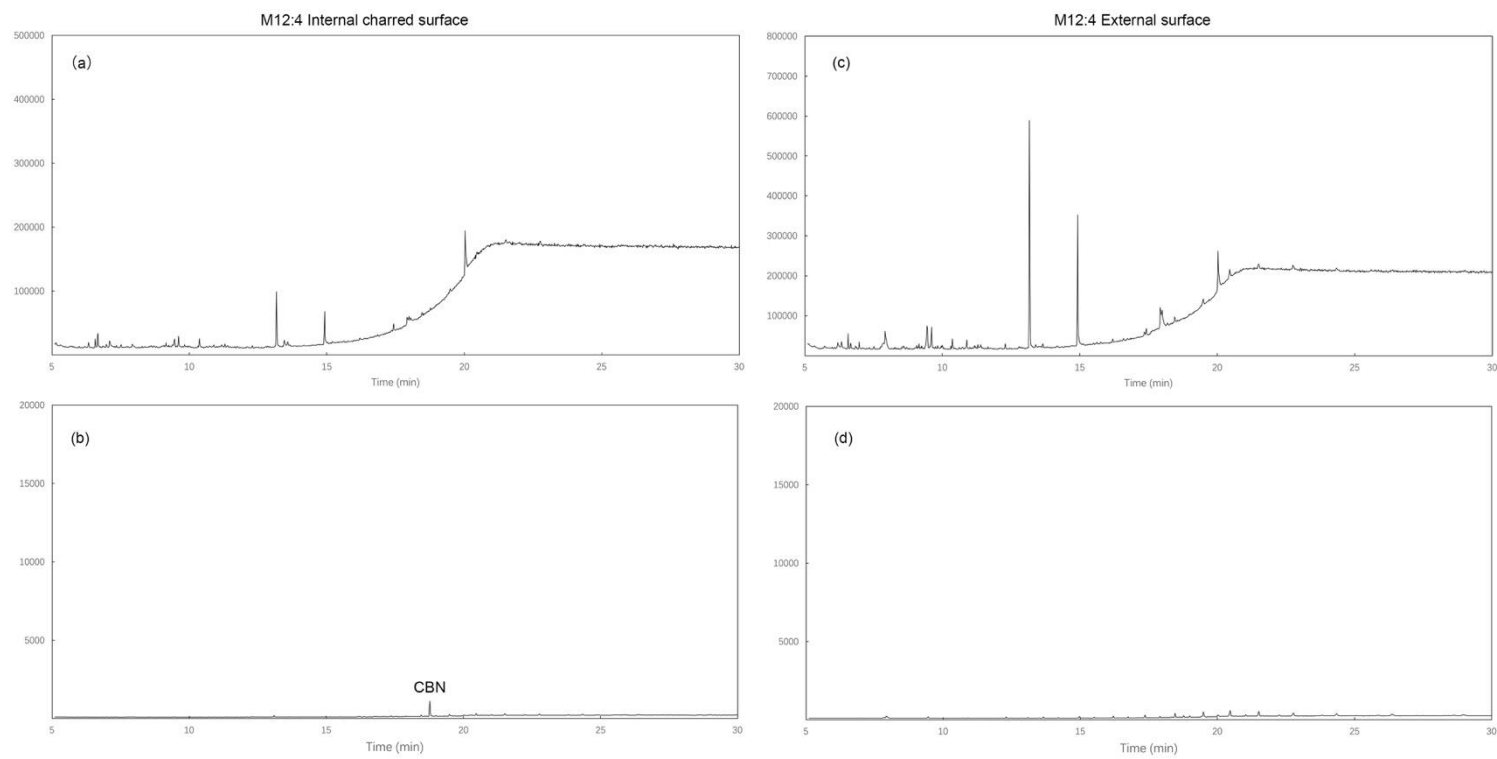 M12:4 Internal charred surface
(a)
500000
400000
300000
200000
100000
5 10 15 20 25 30
Time (min)
M12:4 External surface
(c)
800000
700000
600000
500000
400000
300000
200000
100000
5 10 15 20 25 30
Time (min)
(b)
20000
15000
10000
5000
CBN
5 10 15 20 25 30
Time (min)
(d)
20000
15000
10000
5000
5 10 15 20 25 30
Time (min)